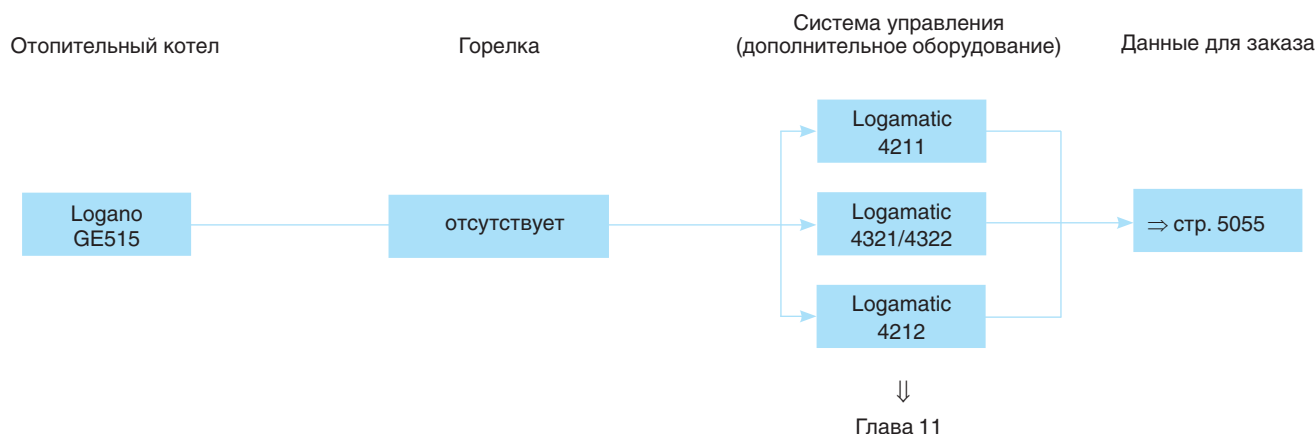 Отопительный котел
Горелка
Система управления
(дополнительное оборудование)
Данные для заказа
Logano
GE515
отсутствует
Logamatic
4211
Logamatic
4321/4322
Logamatic
4212
⇒ стр. 5055
⇓
Глава 11